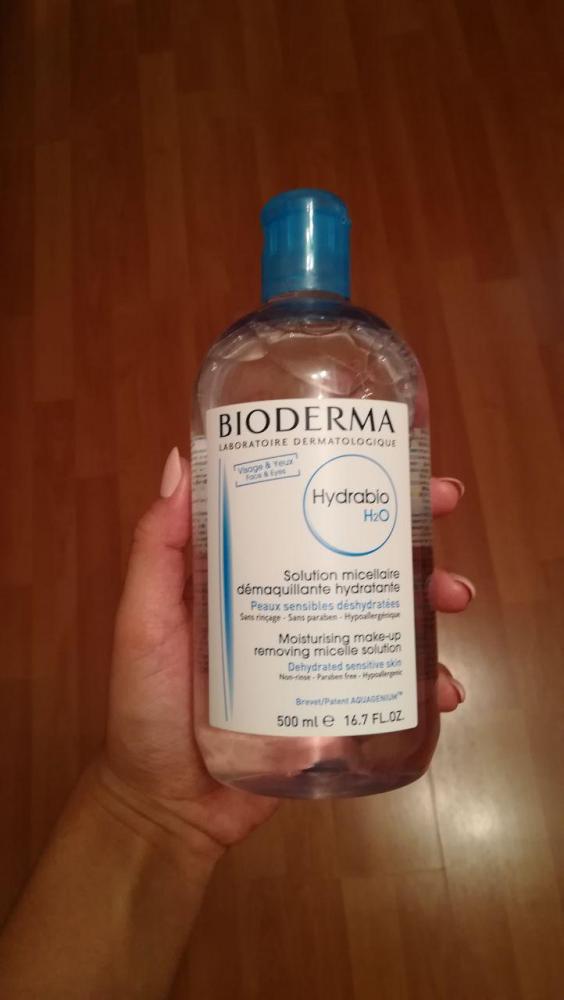 BIODERMA
LABORATOIRE DERMATOLOGIQUE
Visage & Yeux
Face & Eyes
Hydrabio
H2O
Solution micellaire
démaquillante hydratante
Peaux sensibles déshydratées
Sans rinçage - Sans paraben - Hypoallergénique
Moisturising make-up
removing micelle solution
Dehydrated sensitive skin
Non-rinse - Paraben free - Hypoallergenic
Brevet/Patent AQUAGENIUM™
500 ml ℮ 16.7 FL.OZ.